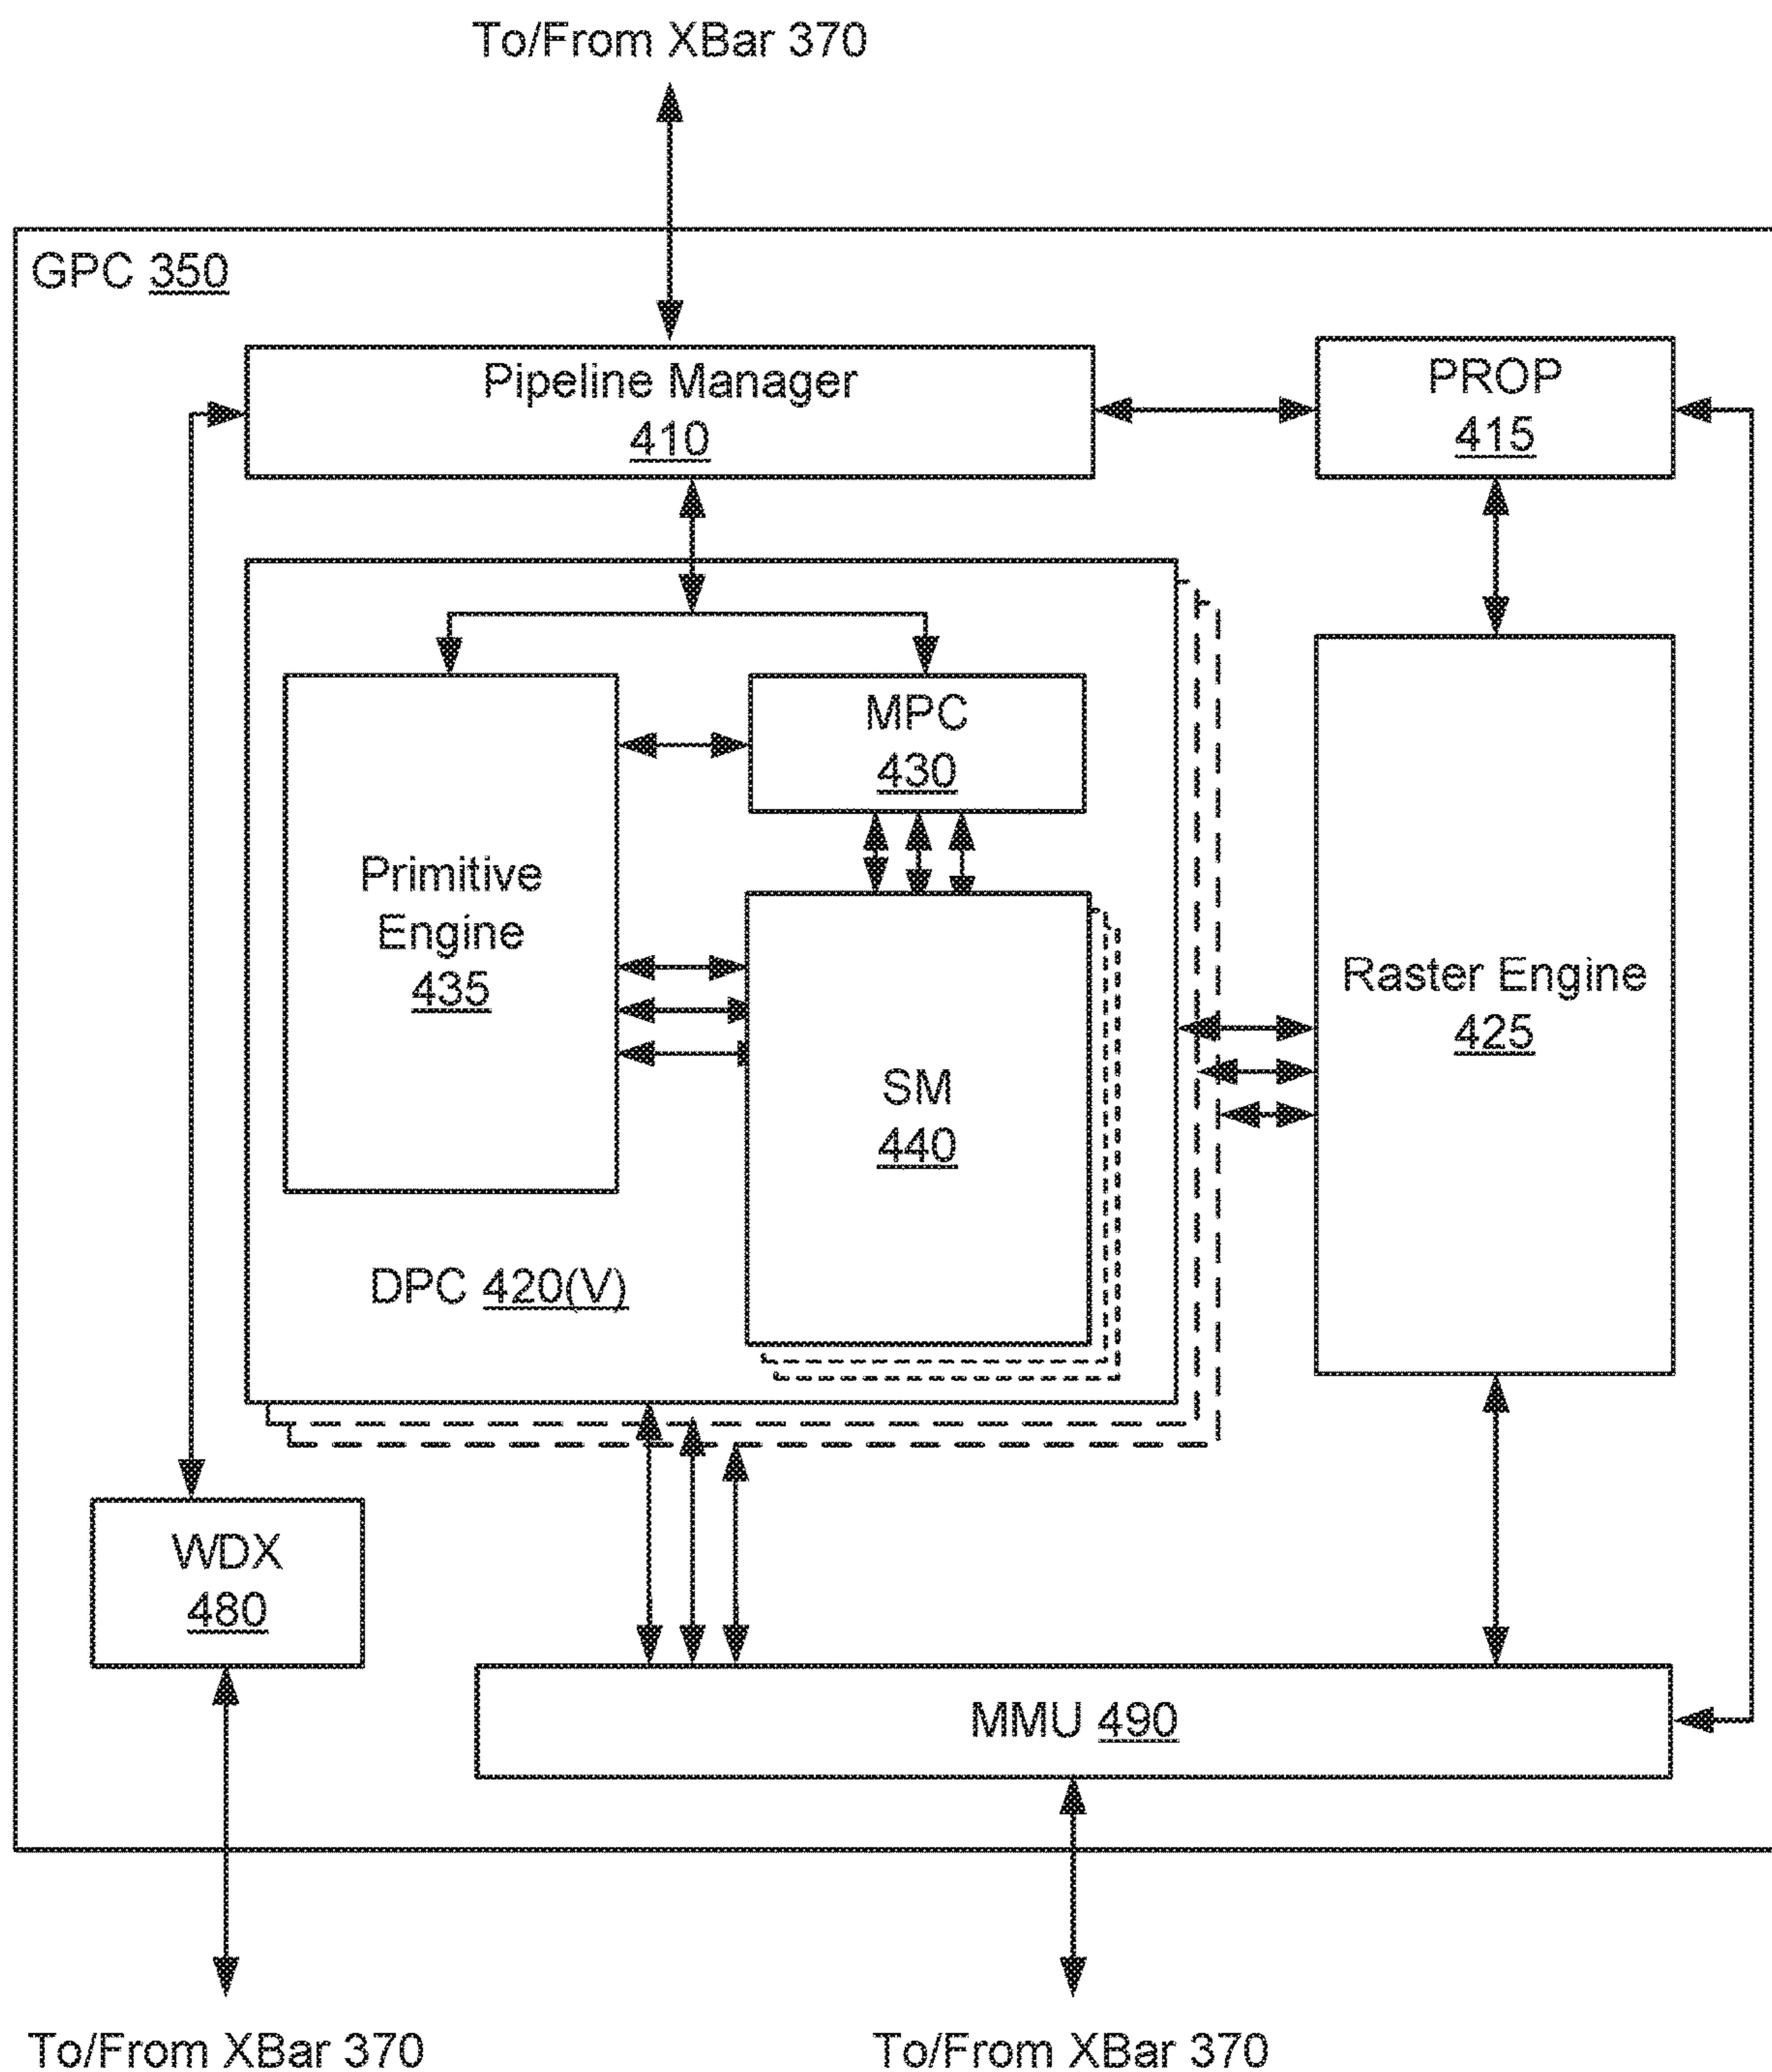 To/From XBar 370
GPC 350
Pipeline Manager
410
PROP
415
MPC
430
Primitive
Engine
435
Raster Engine
425
SM
440
DPC 420(V)
WDX
480
MMU 490
To/From XBar 370
To/From XBar 370